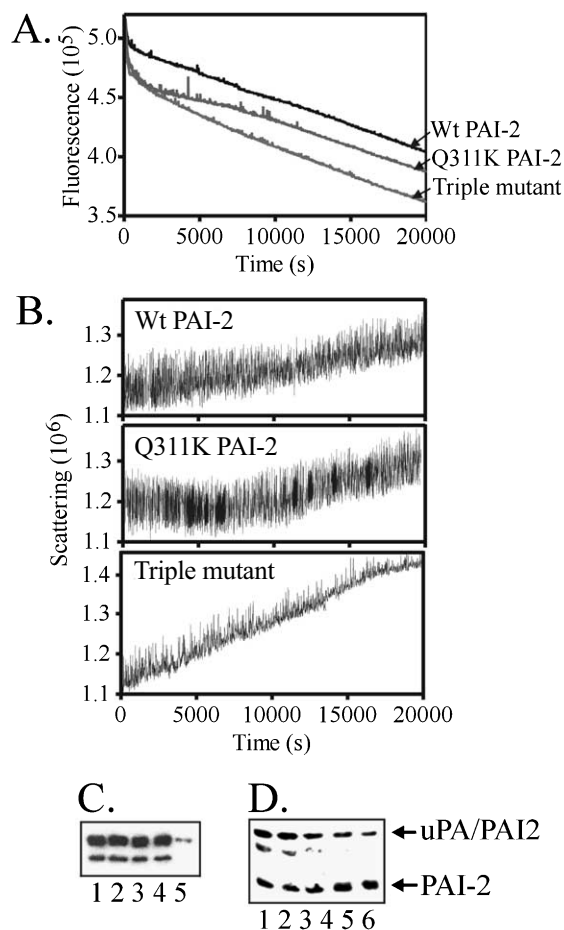 A.
Fluorescence (10⁵)
5.0
4.5
4.0
3.5
Wt PAI-2
Q311K PAI-2
Triple mutant
0 5000 10000 15000 20000
Time (s)
B.
Scattering (10⁶)
Wt PAI-2
1.3
1.2
1.1
Q311K PAI-2
1.3
1.2
1.1
Triple mutant
1.4
1.3
1.2
1.1
0 5000 10000 15000 20000
Time (s)
C.
1 2 3 4 5
D.
uPA/PAI2
PAI-2
1 2 3 4 5 6